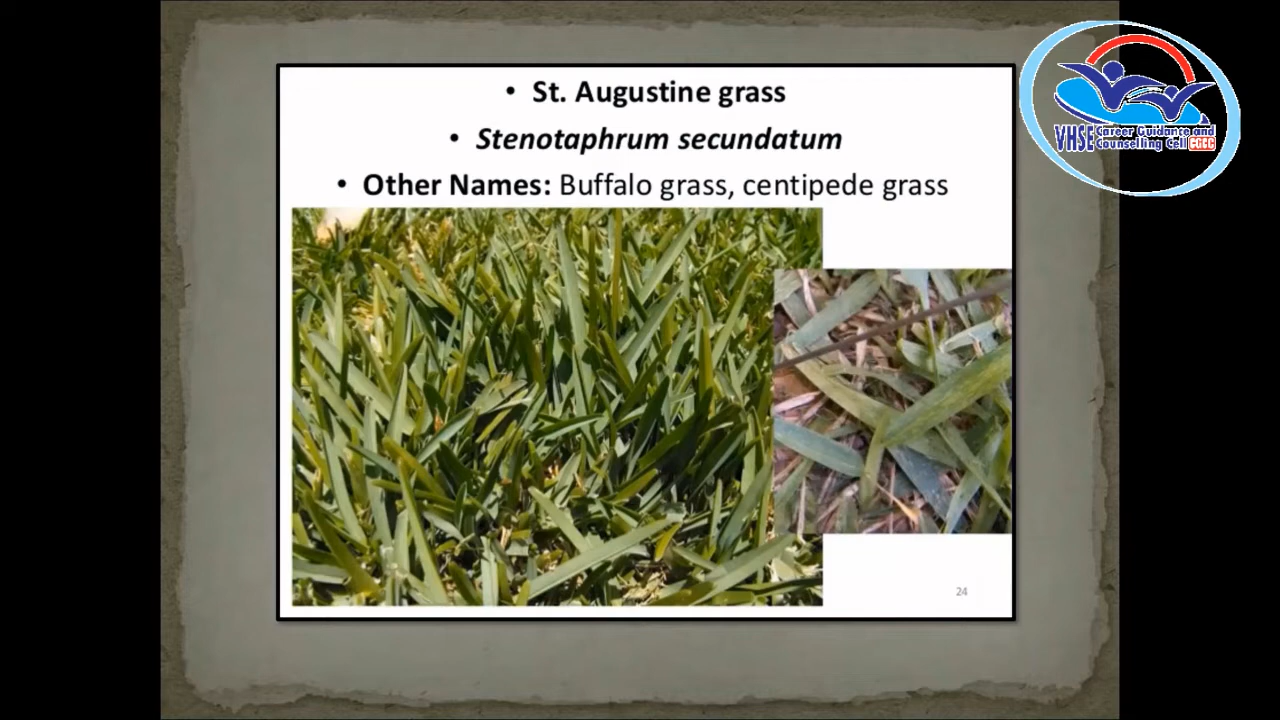 • St. Augustine grass
• Stenotaphrum secundatum
• Other Names: Buffalo grass, centipede grass
24
VHSE Career Guidance and
Counselling Cell CGCC